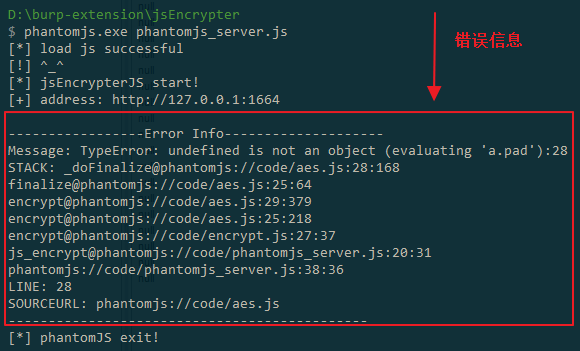 D:\burp-extension\jsEncrypter
$ phantomjs.exe phantomjs_server.js
[*] load js successful
[!] ^_^
[*] jsEncrypterJS start!
[+] address: http://127.0.0.1:1664
错误信息
-----------------Error Info--------------------
Message: TypeError: undefined is not an object (evaluating 'a.pad'):28
STACK: _doFinalize@phantomjs://code/aes.js:28:168
finalize@phantomjs://code/aes.js:25:64
encrypt@phantomjs://code/aes.js:29:379
encrypt@phantomjs://code/aes.js:25:218
encrypt@phantomjs://code/encrypt.js:27:37
js_encrypt@phantomjs://code/phantomjs_server.js:20:31
phantomjs://code/phantomjs_server.js:38:36
LINE: 28
SOURCEURL: phantomjs://code/aes.js
---------------------------------------------
[*] phantomJS exit!